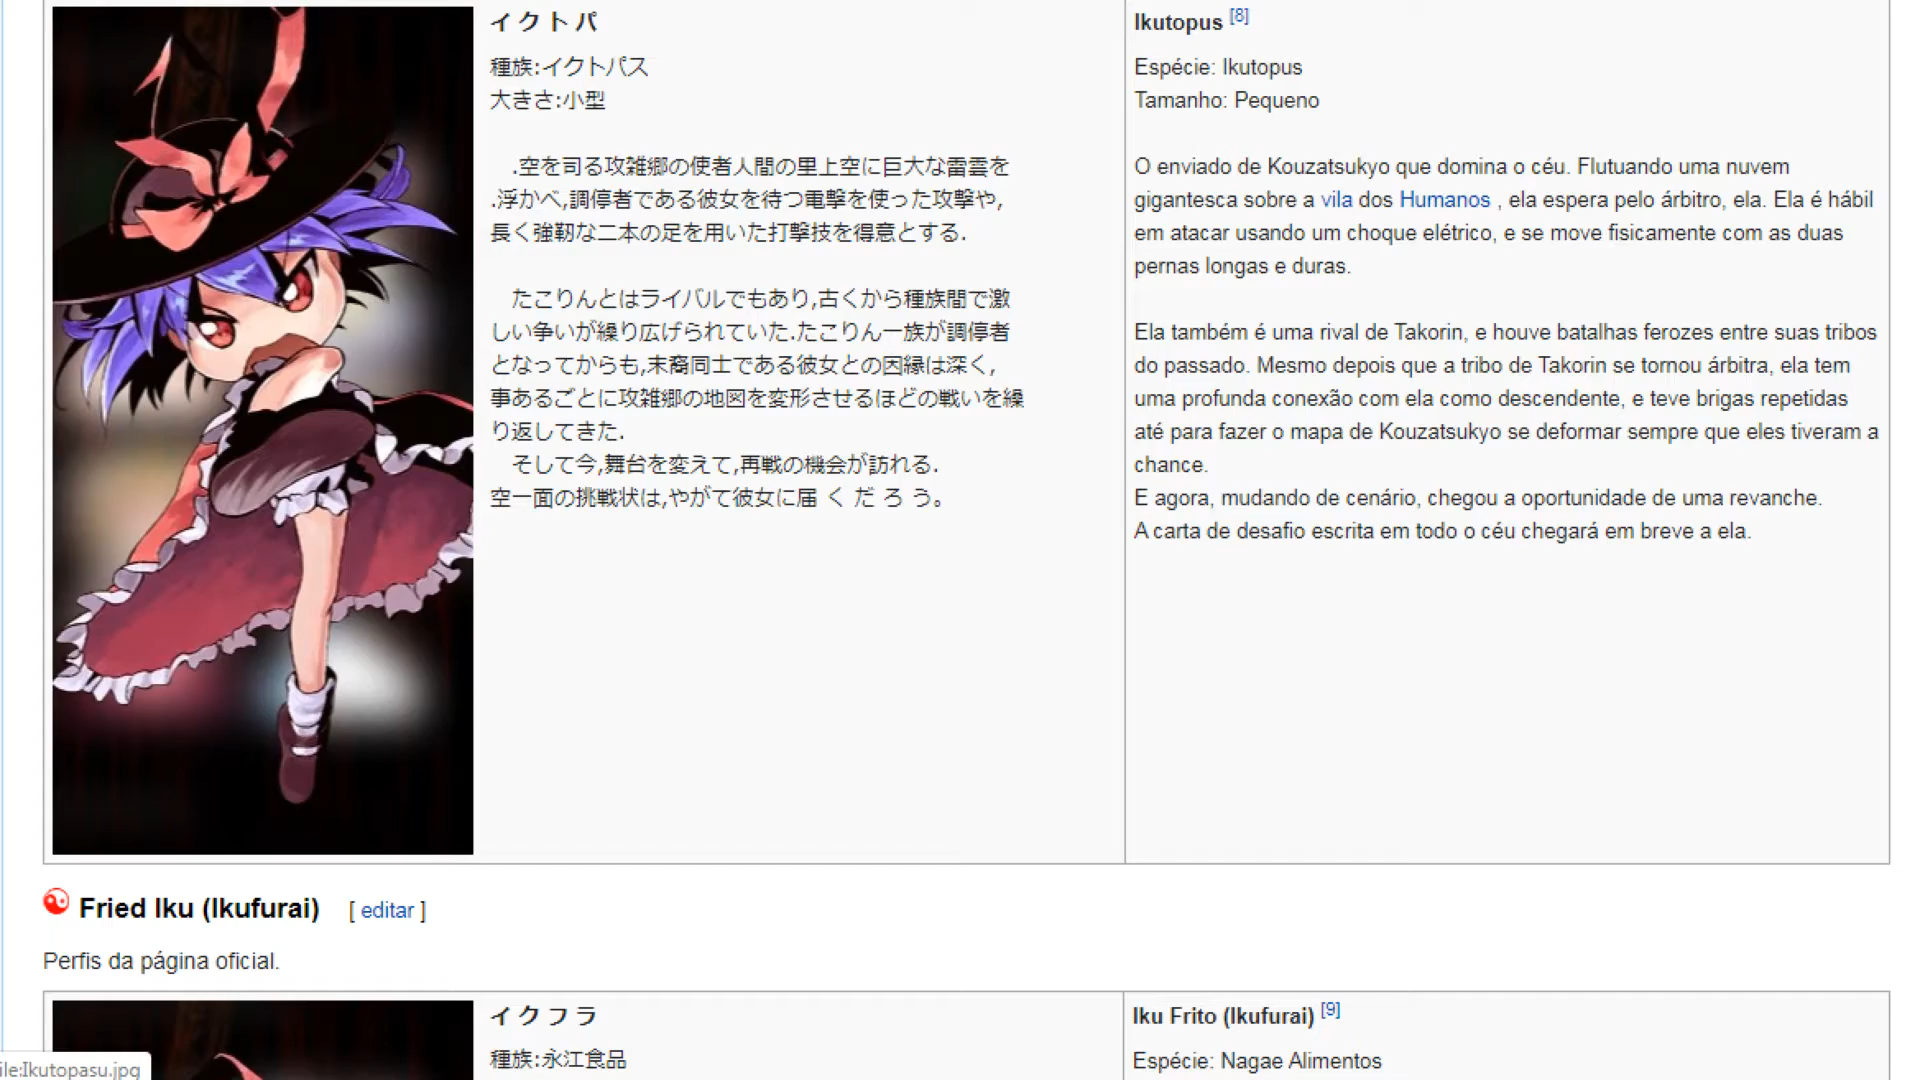 イクトパ
種族:イクトパス
大きさ:小型
.空を司る攻雑郷の使者人間の里上空に巨大な雷雲を
.浮かべ,調停者である彼女を待つ電撃を使った攻撃や,
長く強靭な二本の足を用いた打撃技を得意とする.
たこりんとはライバルでもあり,古くから種族間で激
しい争いが繰り広げられていた.たこりん一族が調停者
となってからも,末裔同士である彼女との因縁は深く,
事あるごとに攻雑郷の地図を変形させるほどの戦いを繰
り返してきた.
そして今,舞台を変えて,再戦の機会が訪れる.
空一面の挑戦状は,やがて彼女に届 く だ ろ う。
Ikutopus [8]
Espécie: Ikutopus
Tamanho: Pequeno
O enviado de Kouzatsukyo que domina o céu. Flutuando uma nuvem
gigantesca sobre a vila dos Humanos , ela espera pelo árbitro, ela. Ela é hábil
em atacar usando um choque elétrico, e se move fisicamente com as duas
pernas longas e duras.
Ela também é uma rival de Takorin, e houve batalhas ferozes entre suas tribos
do passado. Mesmo depois que a tribo de Takorin se tornou árbitra, ela tem
uma profunda conexão com ela como descendente, e teve brigas repetidas
até para fazer o mapa de Kouzatsukyo se deformar sempre que eles tiveram a
chance.
E agora, mudando de cenário, chegou a oportunidade de uma revanche.
A carta de desafio escrita em todo o céu chegará em breve a ela.
Fried Iku (Ikufurai) [ editar ]
Perfis da página oficial.
イクフラ
種族:永江食品
Iku Frito (Ikufurai) [9]
Espécie: Nagae Alimentos
ile:Ikutopasu.jpg